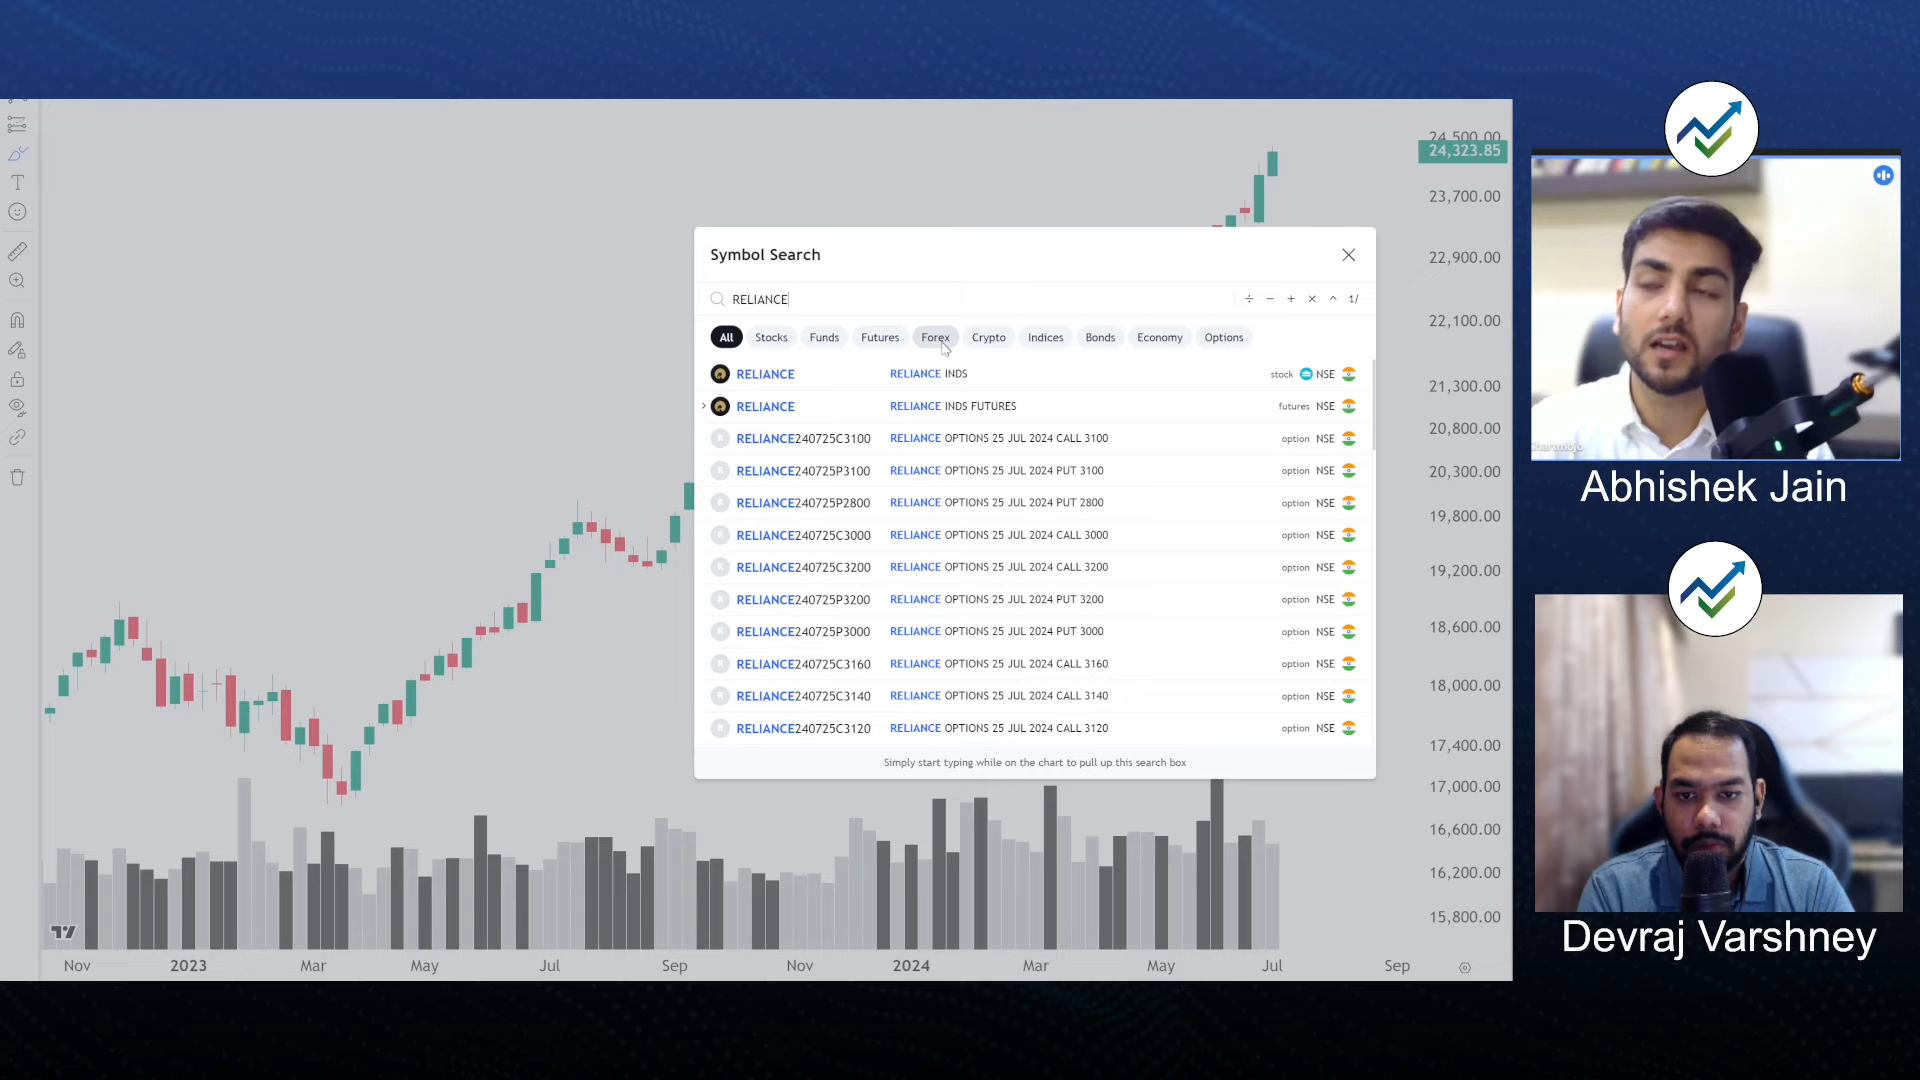 24,500.00
24,323.85
23,700.00
22,900.00
22,100.00
21,300.00
20,800.00
20,300.00
19,800.00
19,200.00
18,600.00
18,000.00
17,400.00
17,000.00
16,600.00
16,200.00
15,800.00
Symbol Search
RELIANCE
÷ − + × ^ 1/
All Stocks Funds Futures Forex Crypto Indices Bonds Economy Options
RELIANCE RELIANCE INDS stock NSE
RELIANCE RELIANCE INDS FUTURES futures NSE
RELIANCE240725C3100 RELIANCE OPTIONS 25 JUL 2024 CALL 3100 option NSE
RELIANCE240725P3100 RELIANCE OPTIONS 25 JUL 2024 PUT 3100 option NSE
RELIANCE240725P2800 RELIANCE OPTIONS 25 JUL 2024 PUT 2800 option NSE
RELIANCE240725C3000 RELIANCE OPTIONS 25 JUL 2024 CALL 3000 option NSE
RELIANCE240725C3200 RELIANCE OPTIONS 25 JUL 2024 CALL 3200 option NSE
RELIANCE240725P3200 RELIANCE OPTIONS 25 JUL 2024 PUT 3200 option NSE
RELIANCE240725P3000 RELIANCE OPTIONS 25 JUL 2024 PUT 3000 option NSE
RELIANCE240725C3160 RELIANCE OPTIONS 25 JUL 2024 CALL 3160 option NSE
RELIANCE240725C3140 RELIANCE OPTIONS 25 JUL 2024 CALL 3140 option NSE
RELIANCE240725C3120 RELIANCE OPTIONS 25 JUL 2024 CALL 3120 option NSE
Simply start typing while on the chart to pull up this search box
Nov 2023 Mar May Jul Sep Nov 2024 Mar May Jul Sep
Abhishek Jain
Devraj Varshney